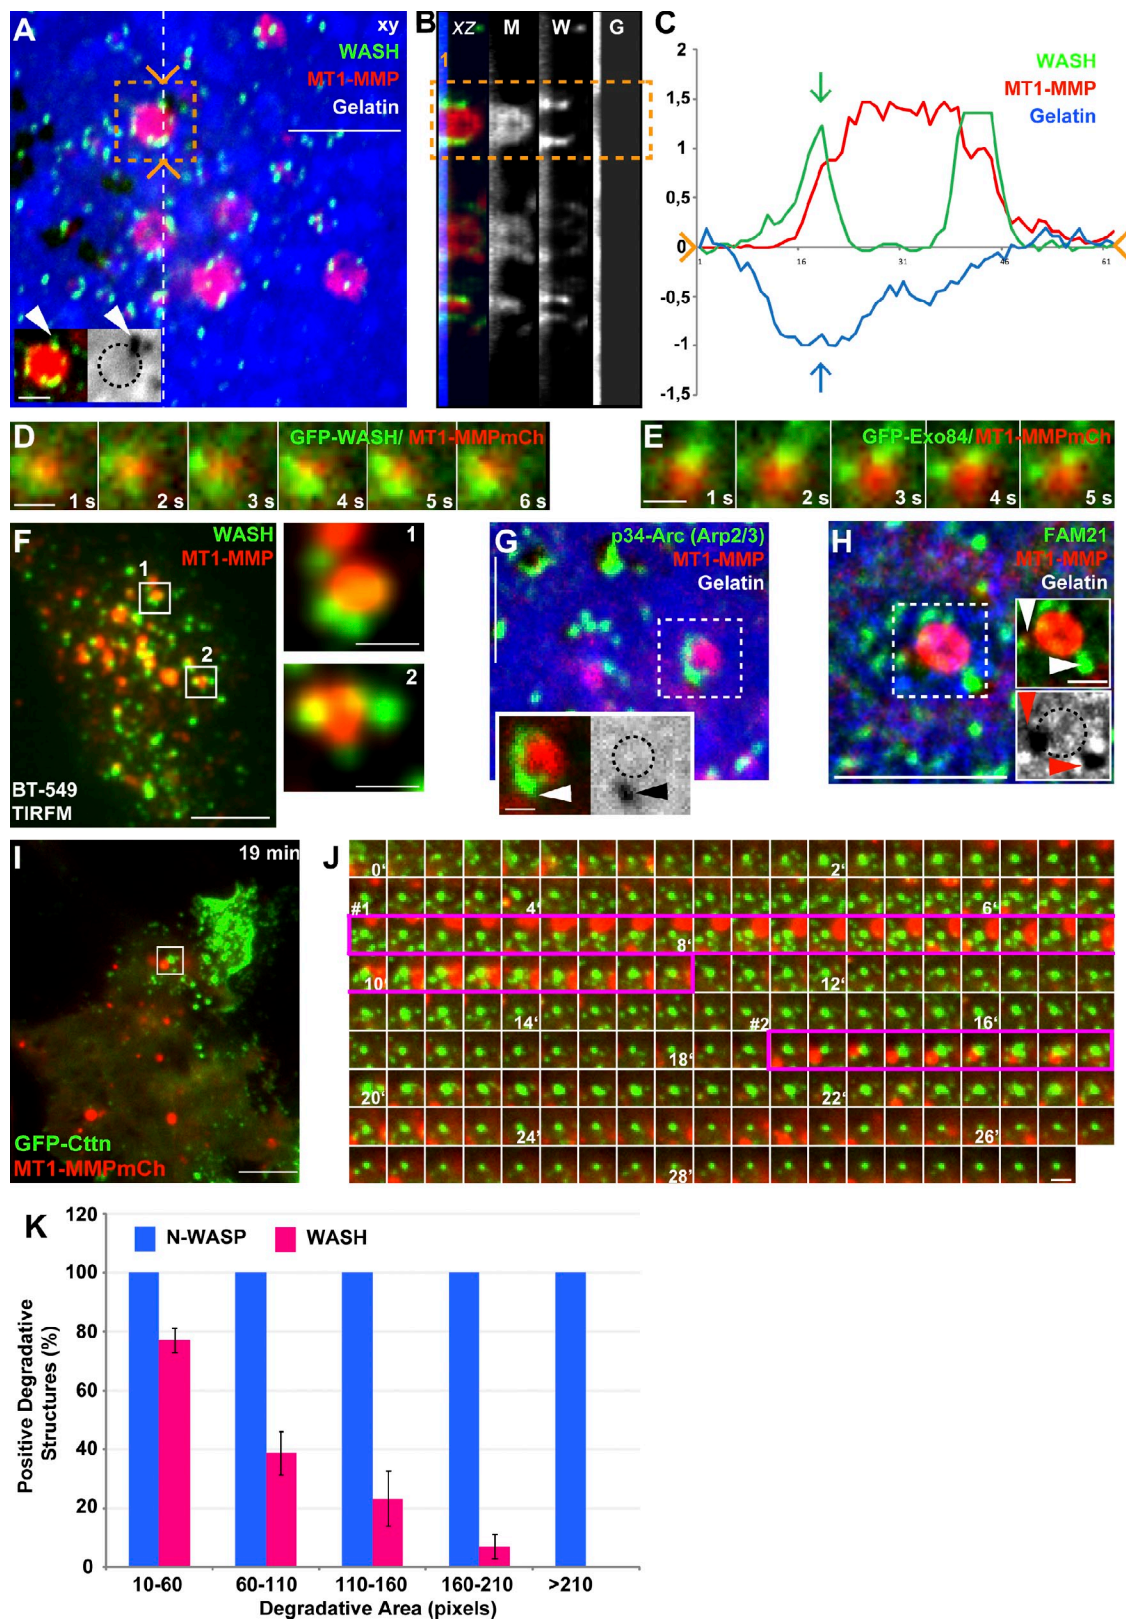 A
xy
WASH
MT1-MMP
Gelatin
B
xz
M
W
G
1
C
WASH
MT1-MMP
Gelatin
2
1,5
1
0,5
0
-0,5
-1
-1,5
1
16
31
46
61
D
GFP-WASH/ MT1-MMPmCh
1 s
2 s
3 s
4 s
5 s
6 s
E
GFP-Exo84/ MT1-MMPmCh
1 s
2 s
3 s
4 s
5 s
F
WASH
MT1-MMP
1
2
BT-549
TIRFM
1
2
G
p34-Arc (Arp2/3)
MT1-MMP
Gelatin
H
FAM21
MT1-MMP
Gelatin
I
19 min
GFP-Cttn
MT1-MMPmCh
J
0‘
2‘
#1
4‘
6‘
8‘
10‘
12‘
14‘
#2
16‘
18‘
20‘
22‘
24’
26’
28’
K
N-WASP
WASH
120
100
80
60
40
20
0
Positive Degradative
Structures (%)
10-60
60-110
110-160
160-210
>210
Degradative Area (pixels)